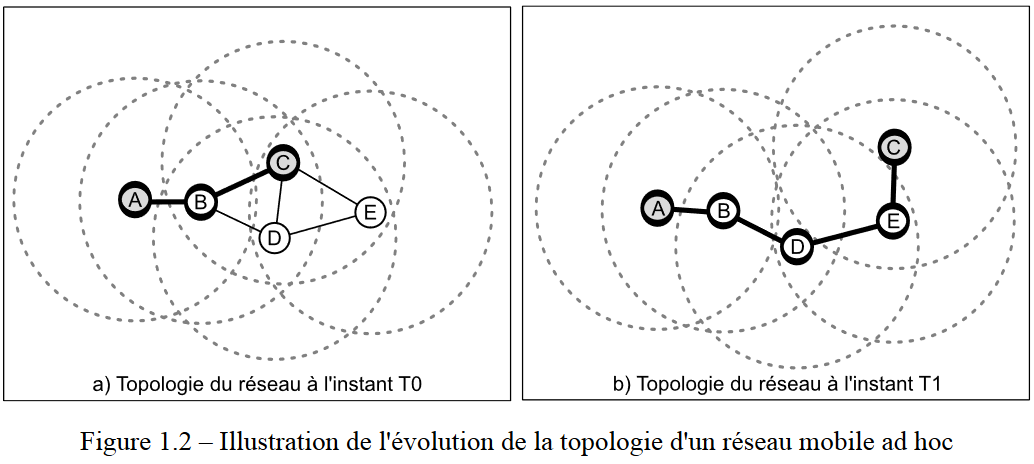 A
B
C
D
E
a) Topologie du réseau à l'instant T0
C
A
B
E
D
b) Topologie du réseau à l'instant T1
Figure 1.2 – Illustration de l'évolution de la topologie d'un réseau mobile ad hoc